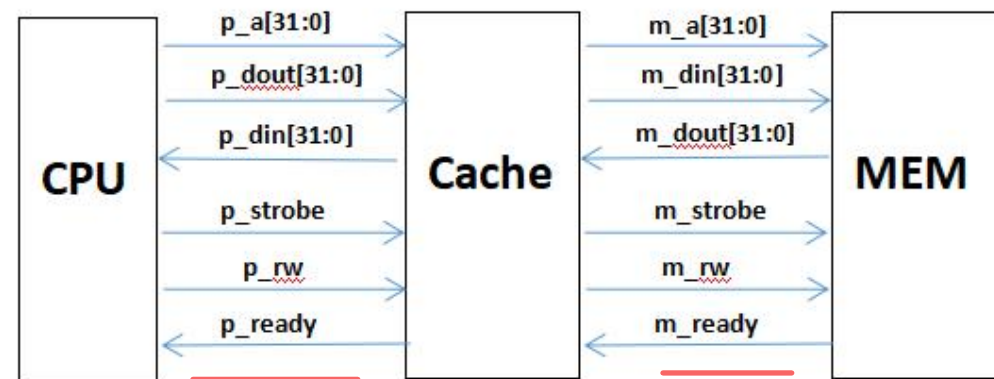 p_a[31:0]
m_a[31:0]
p_dout[31:0]
m_din[31:0]
p_din[31:0]
m_dout[31:0]
CPU
Cache
MEM
p_strobe
m_strobe
p_rw
m_rw
p_ready
m_ready